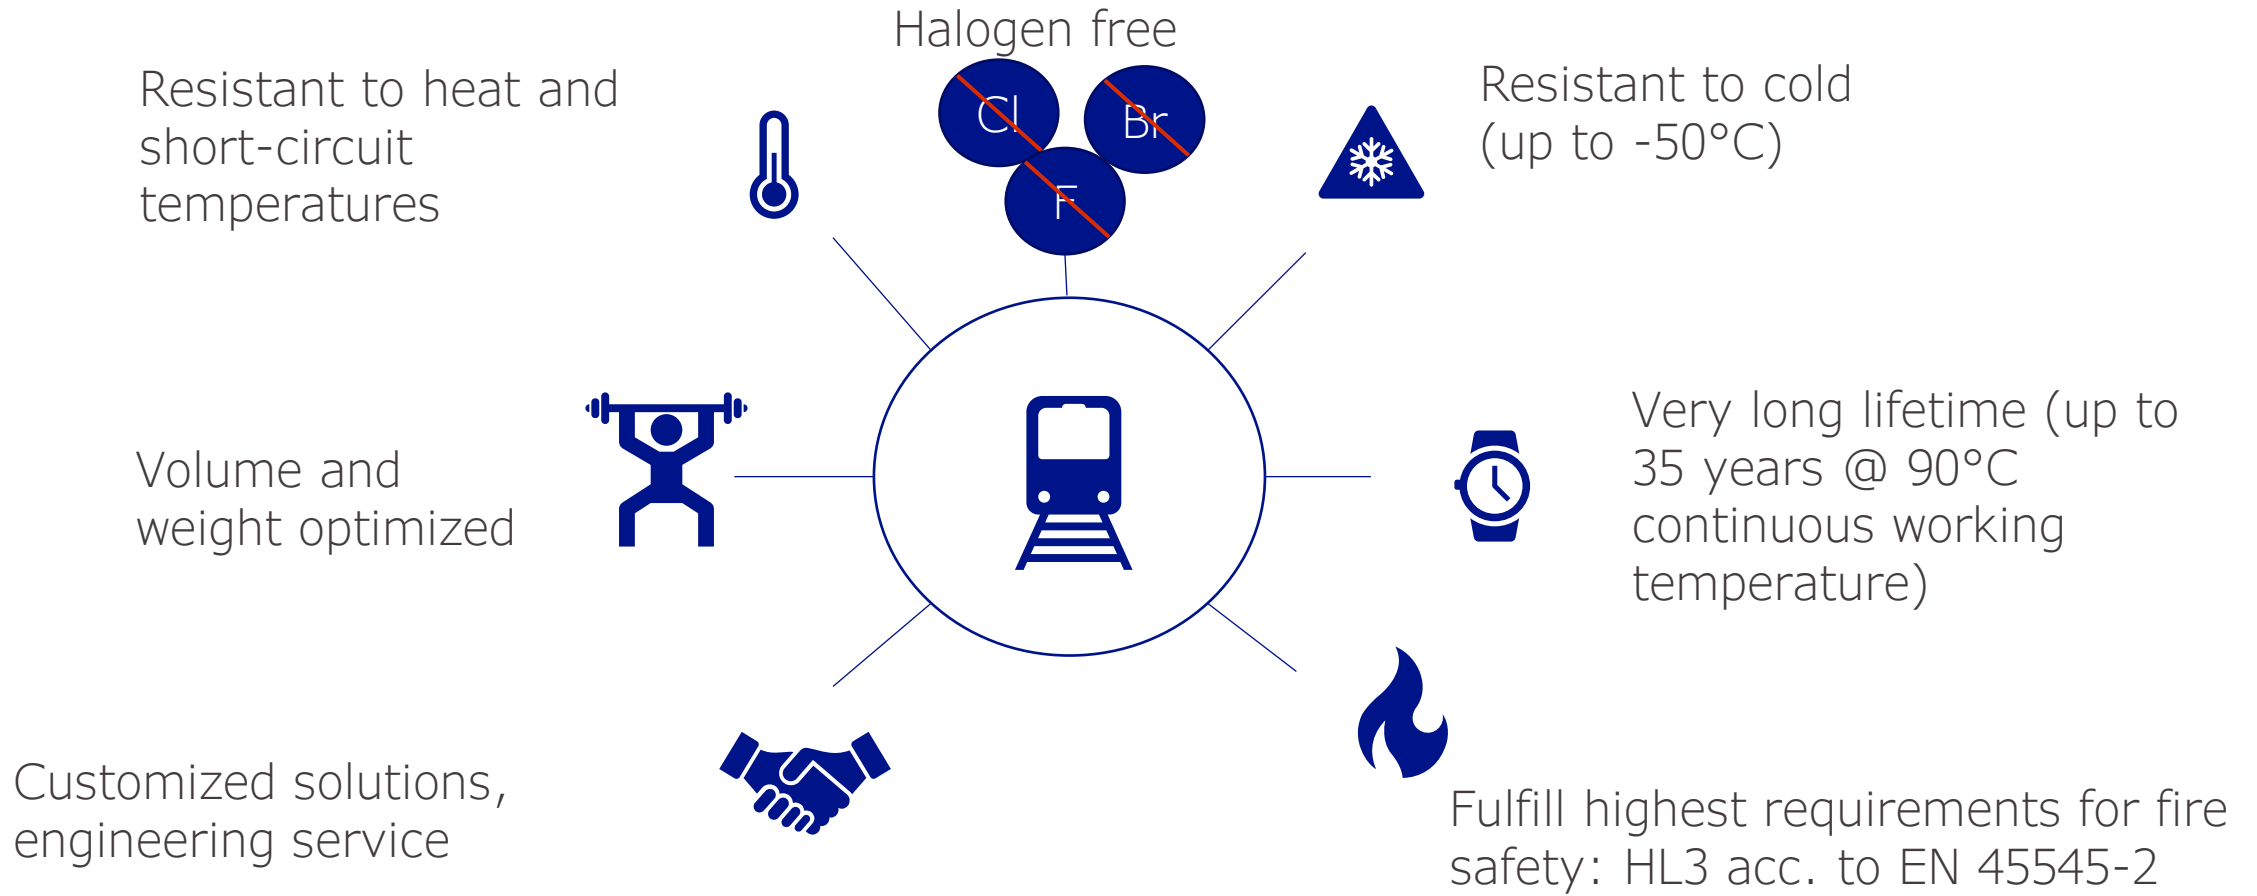 Halogen free
Cl
Br
F
Resistant to heat and
short-circuit
temperatures
Resistant to cold
(up to -50°C)
Volume and
weight optimized
Very long lifetime (up to
35 years @ 90°C
continuous working
temperature)
Customized solutions,
engineering service
Fulfill highest requirements for fire
safety: HL3 acc. to EN 45545-2